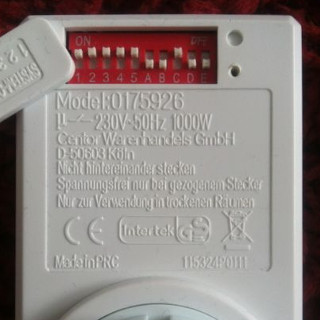 ON DIP
1 2 3 4 5 A B C D E
Model:0175926
µ 230V~50Hz 1000W
Centor Warenhandels GmbH
D-50603 Köln
Nicht hintereinander stecken
Spannungsfrei nur bei gezogenem Stecker
Nur zur Verwendung in trockenen Räumen
CE Intertek GS
Made in PRC 115324P0111